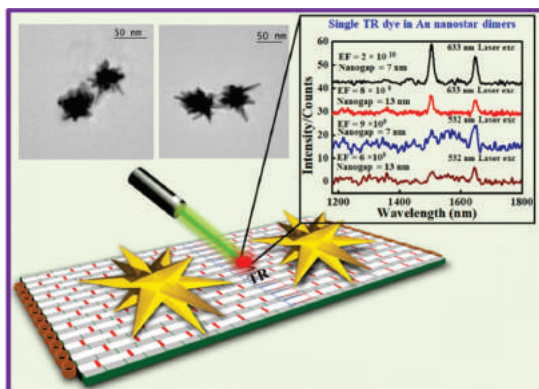 50 nm
50 nm
Single TR dye in Au nanostar dimers
60
50
40
30
20
10
0
Intensity/Counts
EF = 2 × 10¹⁰
633 nm Laser exc
Nanogap = 7 nm
EF = 8 × 10⁹
633 nm Laser exc
Nanogap = 13 nm
EF = 9 ×10⁹
Nanogap = 7 nm
532 nm Laser exc
Nanogap = 13 nm
532 nm Laser exc
1200
1400
1600
1800
Wavelength (nm)
TR